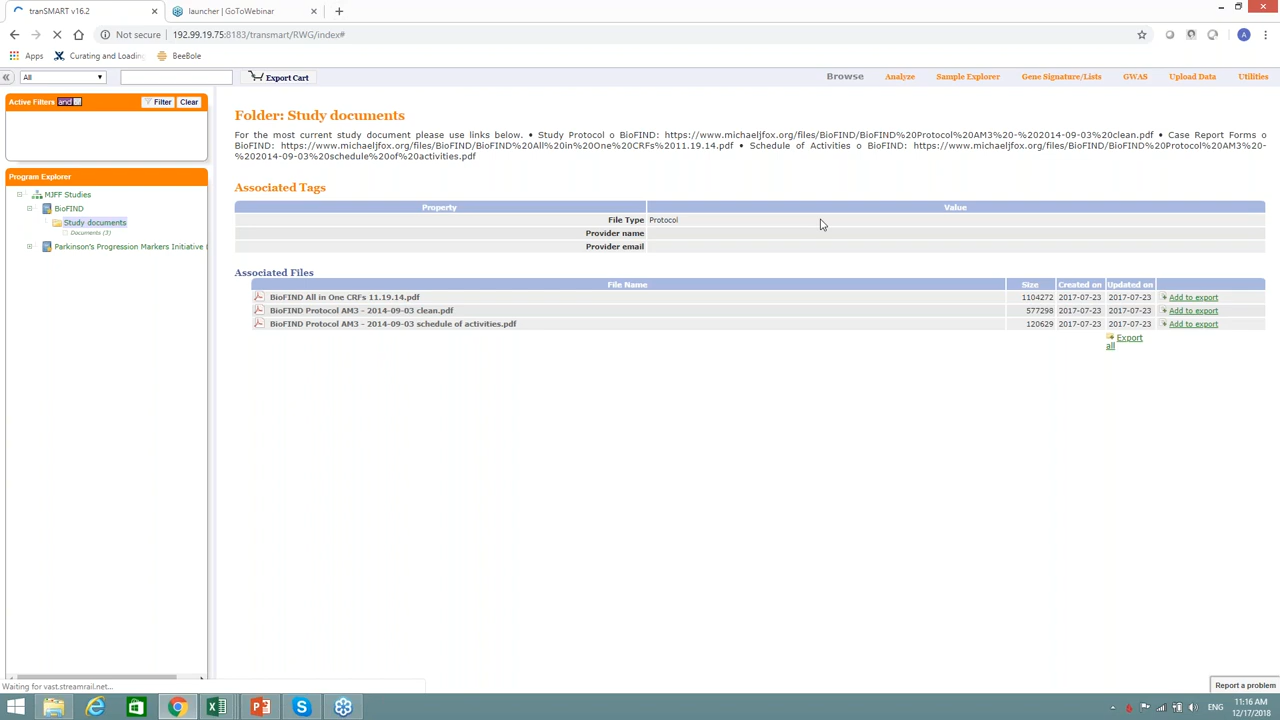 tranSMART v16.2
launcher | GoToWebinar
Not secure | 192.99.19.75:8183/transmart/RWG/index#
Apps Curating and Loading BeeBole
All Export Cart Browse Analyze Sample Explorer Gene Signature/Lists GWAS Upload Data Utilities
Active Filters and Filter Clear
Program Explorer
MJFF Studies
BioFIND
Study documents
Documents (3)
Parkinson's Progression Markers Initiative (
Folder: Study documents
For the most current study document please use links below. • Study Protocol o BioFIND: https://www.michaeljfox.org/files/BioFIND/BioFIND%20Protocol%20AM3%20-%202014-09-03%20clean.pdf • Case Report Forms o
BioFIND: https://www.michaeljfox.org/files/BioFIND/BioFIND%20All%20in%20One%20CRFs%2011.19.14.pdf • Schedule of Activities o BioFIND: https://www.michaeljfox.org/files/BioFIND/BioFIND%20Protocol%20AM3%20-
%202014-09-03%20schedule%20of%20activities.pdf
Associated Tags
Property Value
File Type Protocol
Provider name
Provider email
Associated Files
File Name Size Created on Updated on
BioFIND All in One CRFs 11.19.14.pdf 1104272 2017-07-23 2017-07-23 Add to export
BioFIND Protocol AM3 - 2014-09-03 clean.pdf 577298 2017-07-23 2017-07-23 Add to export
BioFIND Protocol AM3 - 2014-09-03 schedule of activities.pdf 120629 2017-07-23 2017-07-23 Add to export
Export
all
Waiting for vast.streamrail.net...
Report a problem
ENG
11:16 AM
12/17/2018